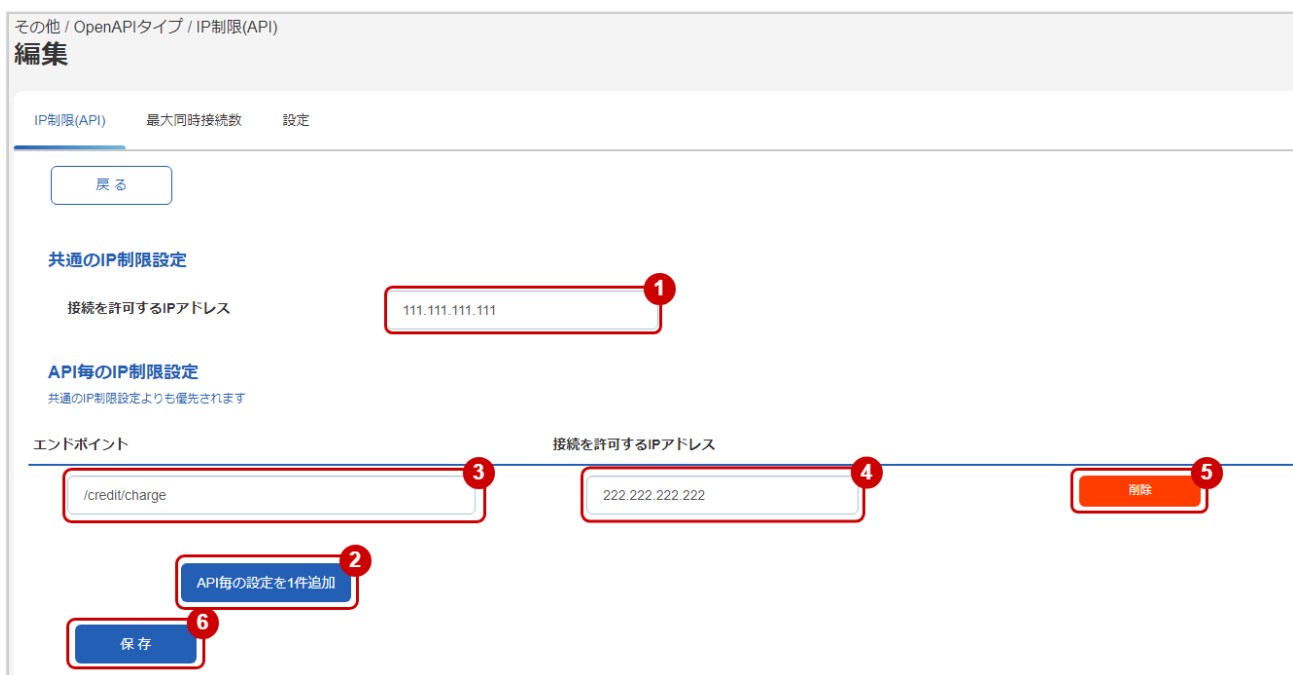 その他 / OpenAPIタイプ / IP制限(API)
編集
IP制限(API) 最大同時接続数 設定
戻る
共通のIP制限設定
1
接続を許可するIPアドレス 111.111.111.111
API毎のIP制限設定
共通のIP制限設定よりも優先されます
エンドポイント 接続を許可するIPアドレス
3 4 5
/credit/charge 222.222.222.222 削除
2
API毎の設定を1件追加
6
保存